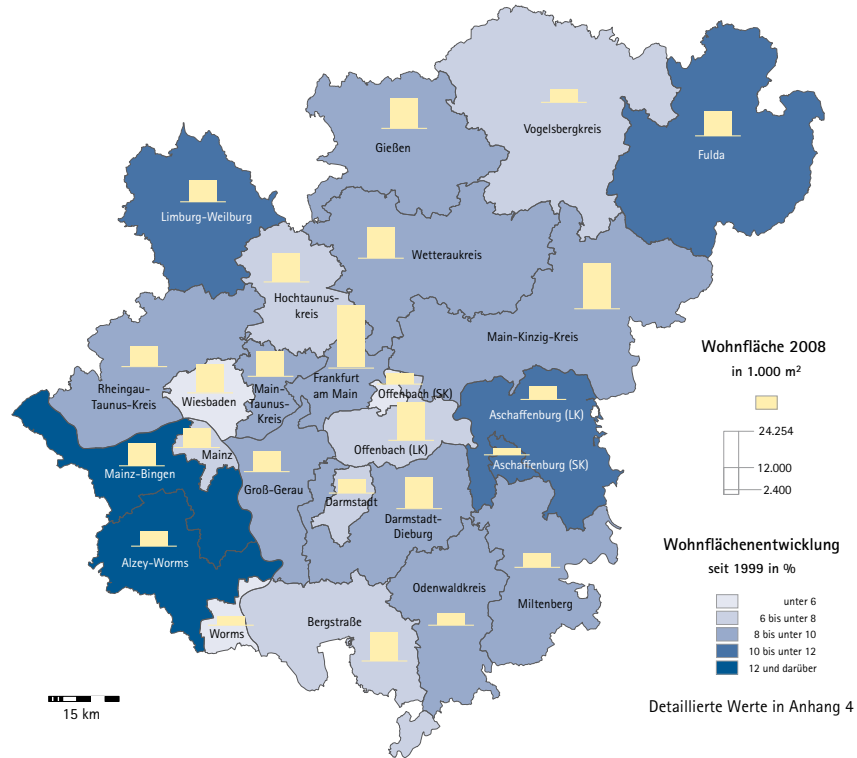 Gießen
Vogelsbergkreis
Fulda
Limburg-Weilburg
Wetteraukreis
Hochtaunus-
kreis
Main-Kinzig-Kreis
Rheingau-
Taunus-Kreis
Wiesbaden
Main-
Taunus-
Kreis
Frankfurt
am Main
Offenbach (SK)
Aschaffenburg (LK)
Mainz
Offenbach (LK)
Aschaffenburg (SK)
Mainz-Bingen
Groß-Gerau
Darmstadt
Darmstadt-
Dieburg
Alzey-Worms
Odenwaldkreis
Miltenberg
Bergstraße
Worms
Wohnfläche 2008
in 1.000 m²
24.254
12.000
2.400
Wohnflächenentwicklung
seit 1999 in %
unter 6
6 bis unter 8
8 bis unter 10
10 bis unter 12
12 und darüber
15 km
Detaillierte Werte in Anhang 4